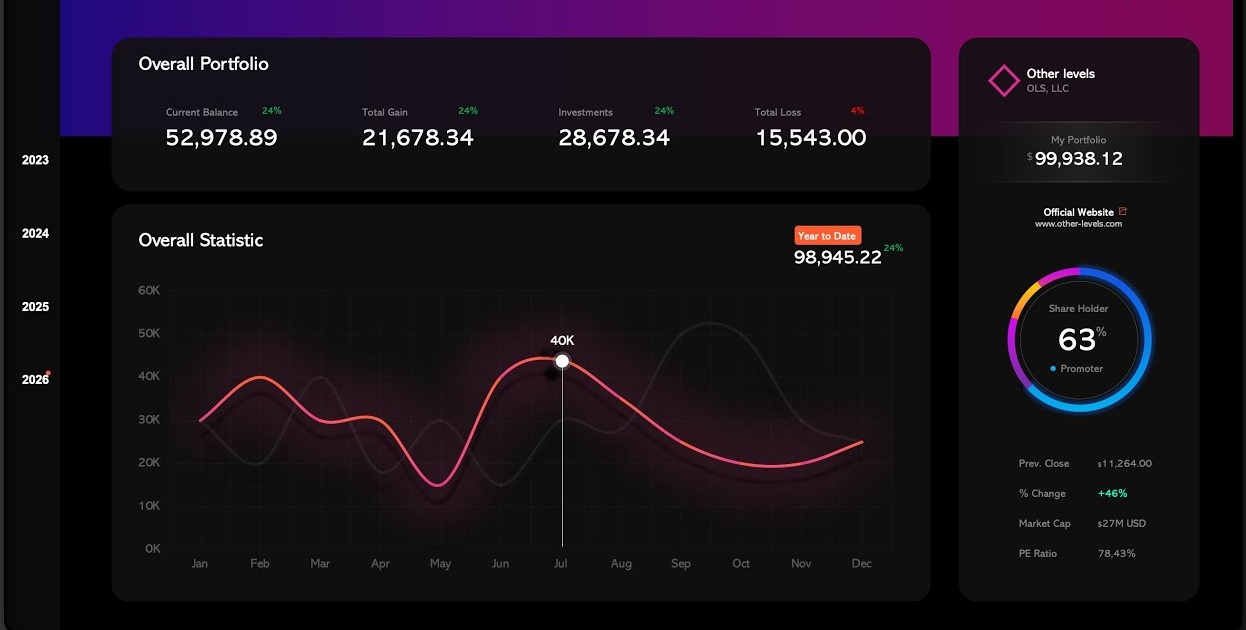 2023
2024
2025
2026
Overall Portfolio
Current Balance 24%
52,978.89
Total Gain 24%
21,678.34
Investments 24%
28,678.34
Total Loss 4%
15,543.00
Overall Statistic
Year to Date
98,945.22 24%
60K
50K
40K
30K
20K
10K
0K
40K
Jan Feb Mar Apr May Jun Jul Aug Sep Oct Nov Dec
Other levels
OLS, LLC
My Portfolio
$ 99,938.12
Official Website
www.other-levels.com
Share Holder
63%
Promoter
Prev. Close $11,264.00
% Change +46%
Market Cap $27M USD
PE Ratio 78,43%